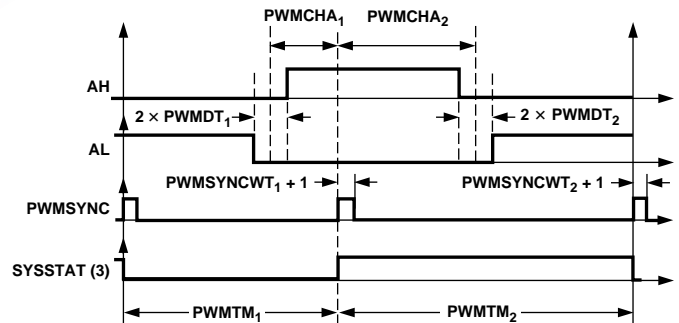 PWMCHA₁ PWMCHA₂
AH
2 × PWMDT₁ 2 × PWMDT₂
AL
PWMSYNCWT₁ + 1 PWMSYNCWT₂ + 1
PWMSYNC
SYSSTAT (3)
PWMTM₁ PWMTM₂